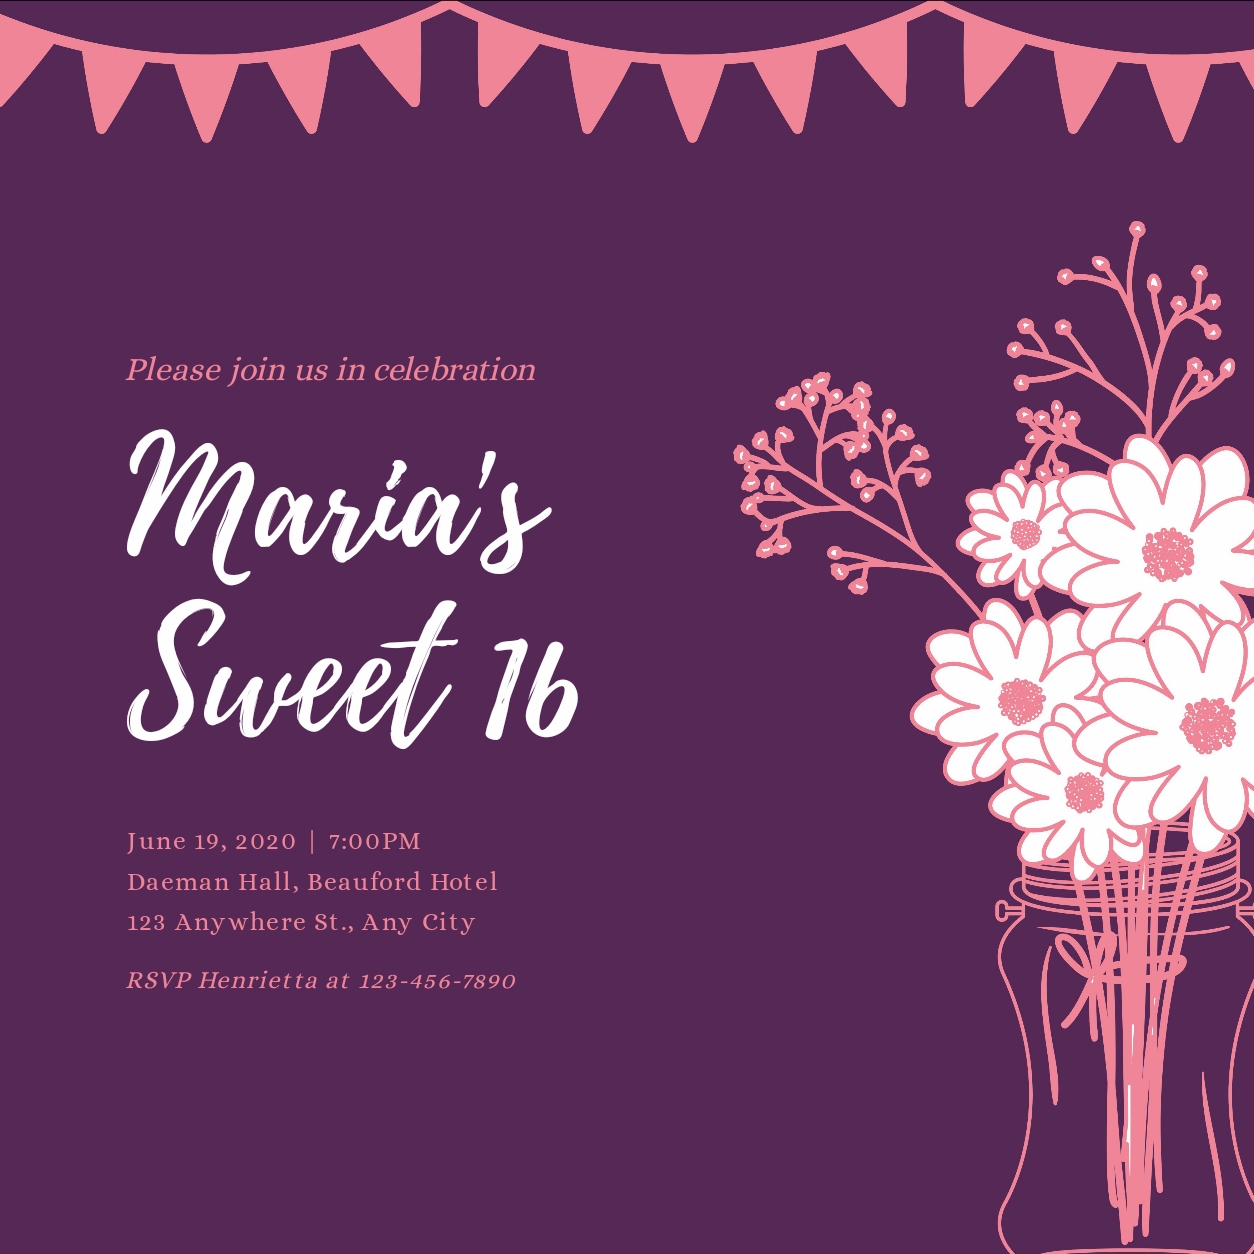 Please join us in celebration
Maria's
Sweet 16
June 19, 2020 | 7:00PM
Daeman Hall, Beauford Hotel
123 Anywhere St., Any City
RSVP Henrietta at 123-456-7890